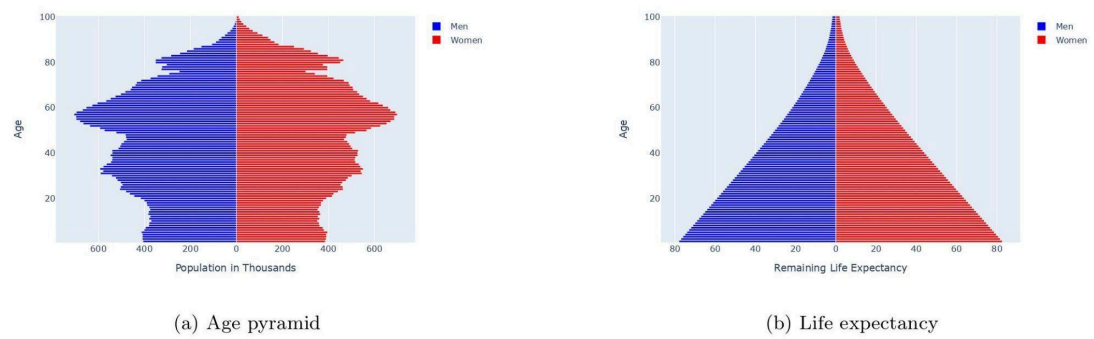 100
80
60
40
20
Age
600
400
200
0
200
400
600
Population in Thousands
Men
Women
(a) Age pyramid
100
80
60
40
20
Age
80
60
40
20
0
20
40
60
80
Remaining Life Expectancy
Men
Women
(b) Life expectancy